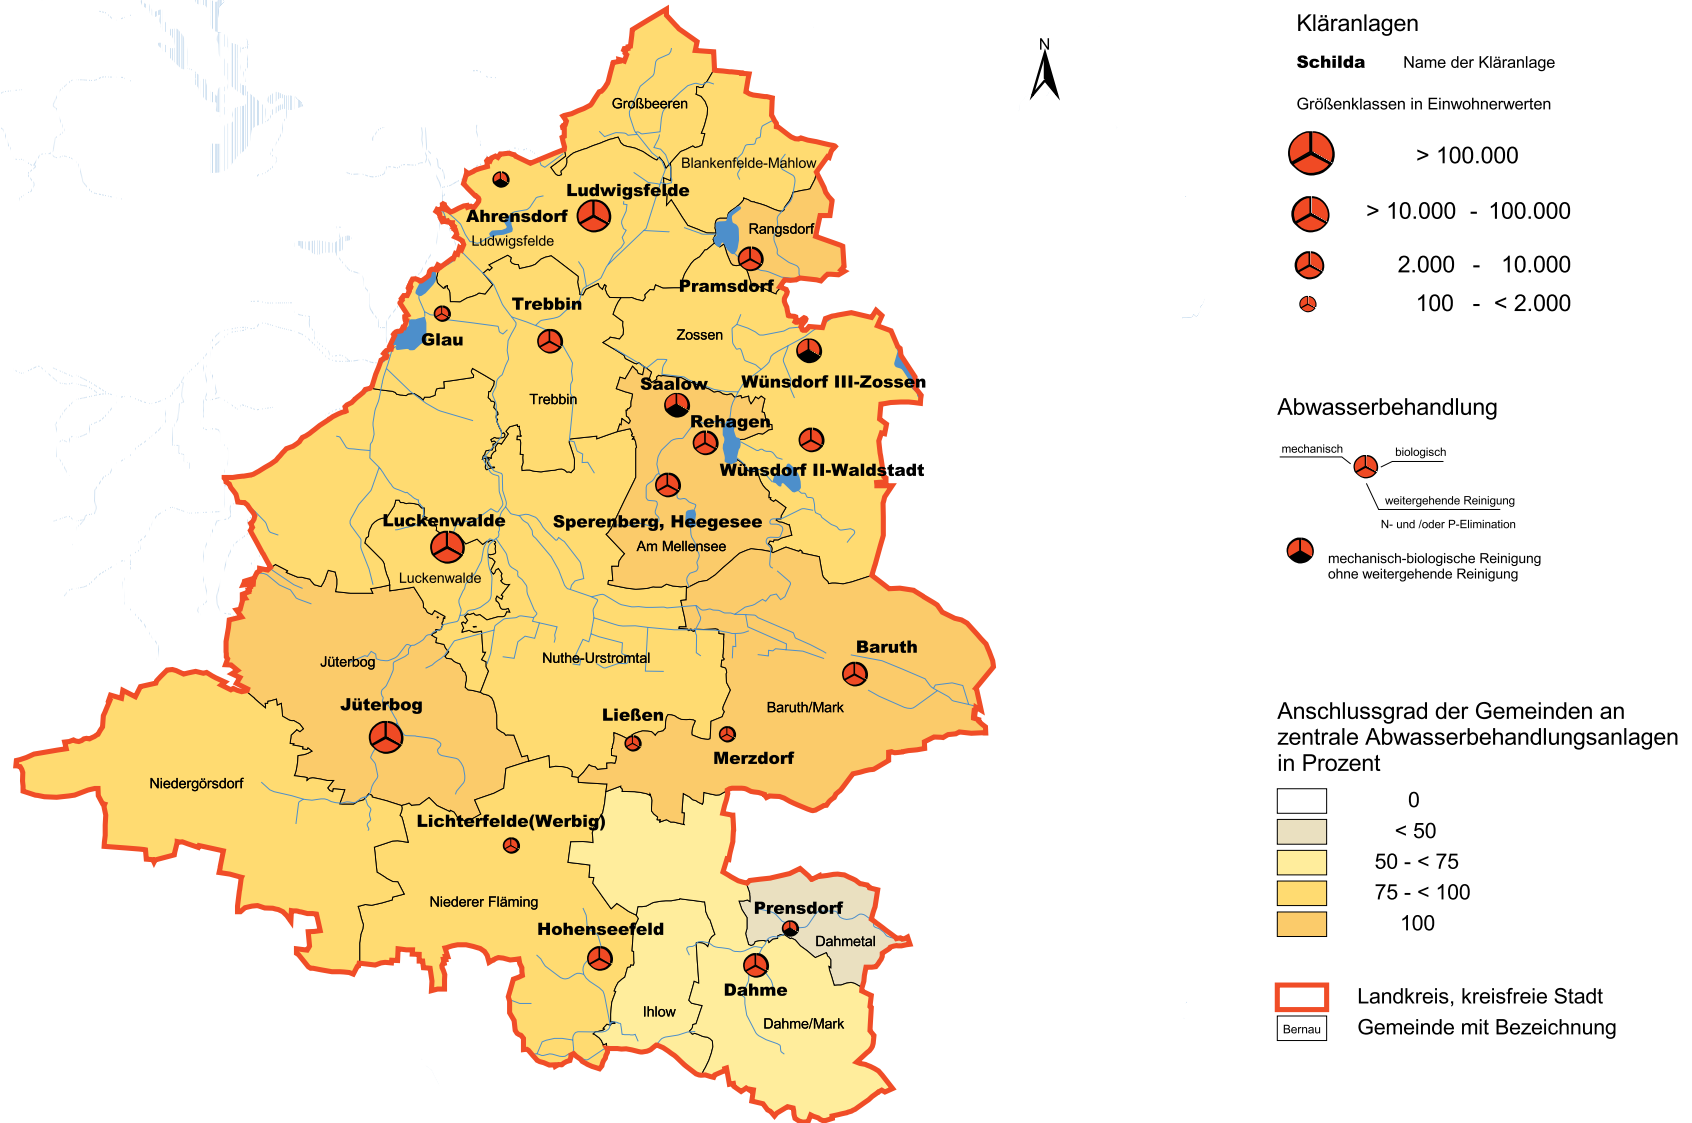 N
Großbeeren
Blankenfelde-Mahlow
Ludwigsfelde
Ahrensdorf
Ludwigsfelde
Rangsdorf
Pramsdorf
Trebbin
Glau
Zossen
Wünsdorf III-Zossen
Saalow
Trebbin
Rehagen
Wünsdorf II-Waldstadt
Luckenwalde
Sperenberg, Heegesee
Am Mellensee
Luckenwalde
Baruth
Jüterbog
Nuthe-Urstromtal
Jüterbog
Ließen
Baruth/Mark
Merzdorf
Niedergörsdorf
Lichterfelde(Werbig)
Niederer Fläming
Prensdorf
Hohenseefeld
Dahmetal
Dahme
Ihlow
Dahme/Mark
Kläranlagen
Schilda Name der Kläranlage
Größenklassen in Einwohnerwerten
> 100.000
> 10.000 - 100.000
2.000 - 10.000
100 - < 2.000
Abwasserbehandlung
mechanisch
biologisch
weitergehende Reinigung
N- und /oder P-Elimination
mechanisch-biologische Reinigung
ohne weitergehende Reinigung
Anschlussgrad der Gemeinden an
zentrale Abwasserbehandlungsanlagen
in Prozent
0
< 50
50 - < 75
75 - < 100
100
Landkreis, kreisfreie Stadt
Bernau Gemeinde mit Bezeichnung